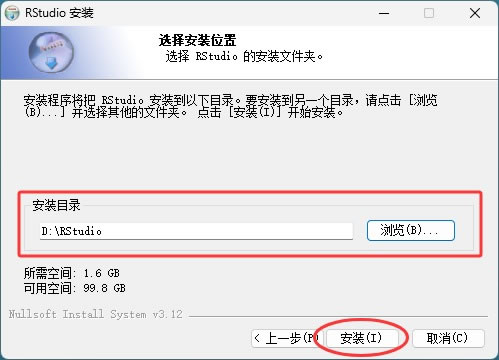 RStudio 安装
选择安装位置
选择 RStudio 的安装文件夹。
安装程序将把 RStudio 安装到以下目录。要安装到另一个目录，请点击 [浏览
(B)...] 并选择其他的文件夹。 点击 [安装(I)] 开始安装。
安装目录
D:\RStudio
浏览(B)...
所需空间: 1.6 GB
可用空间: 99.8 GB
Nullsoft Install System v3.12
< 上一步(P)
安装(I)
取消(C)